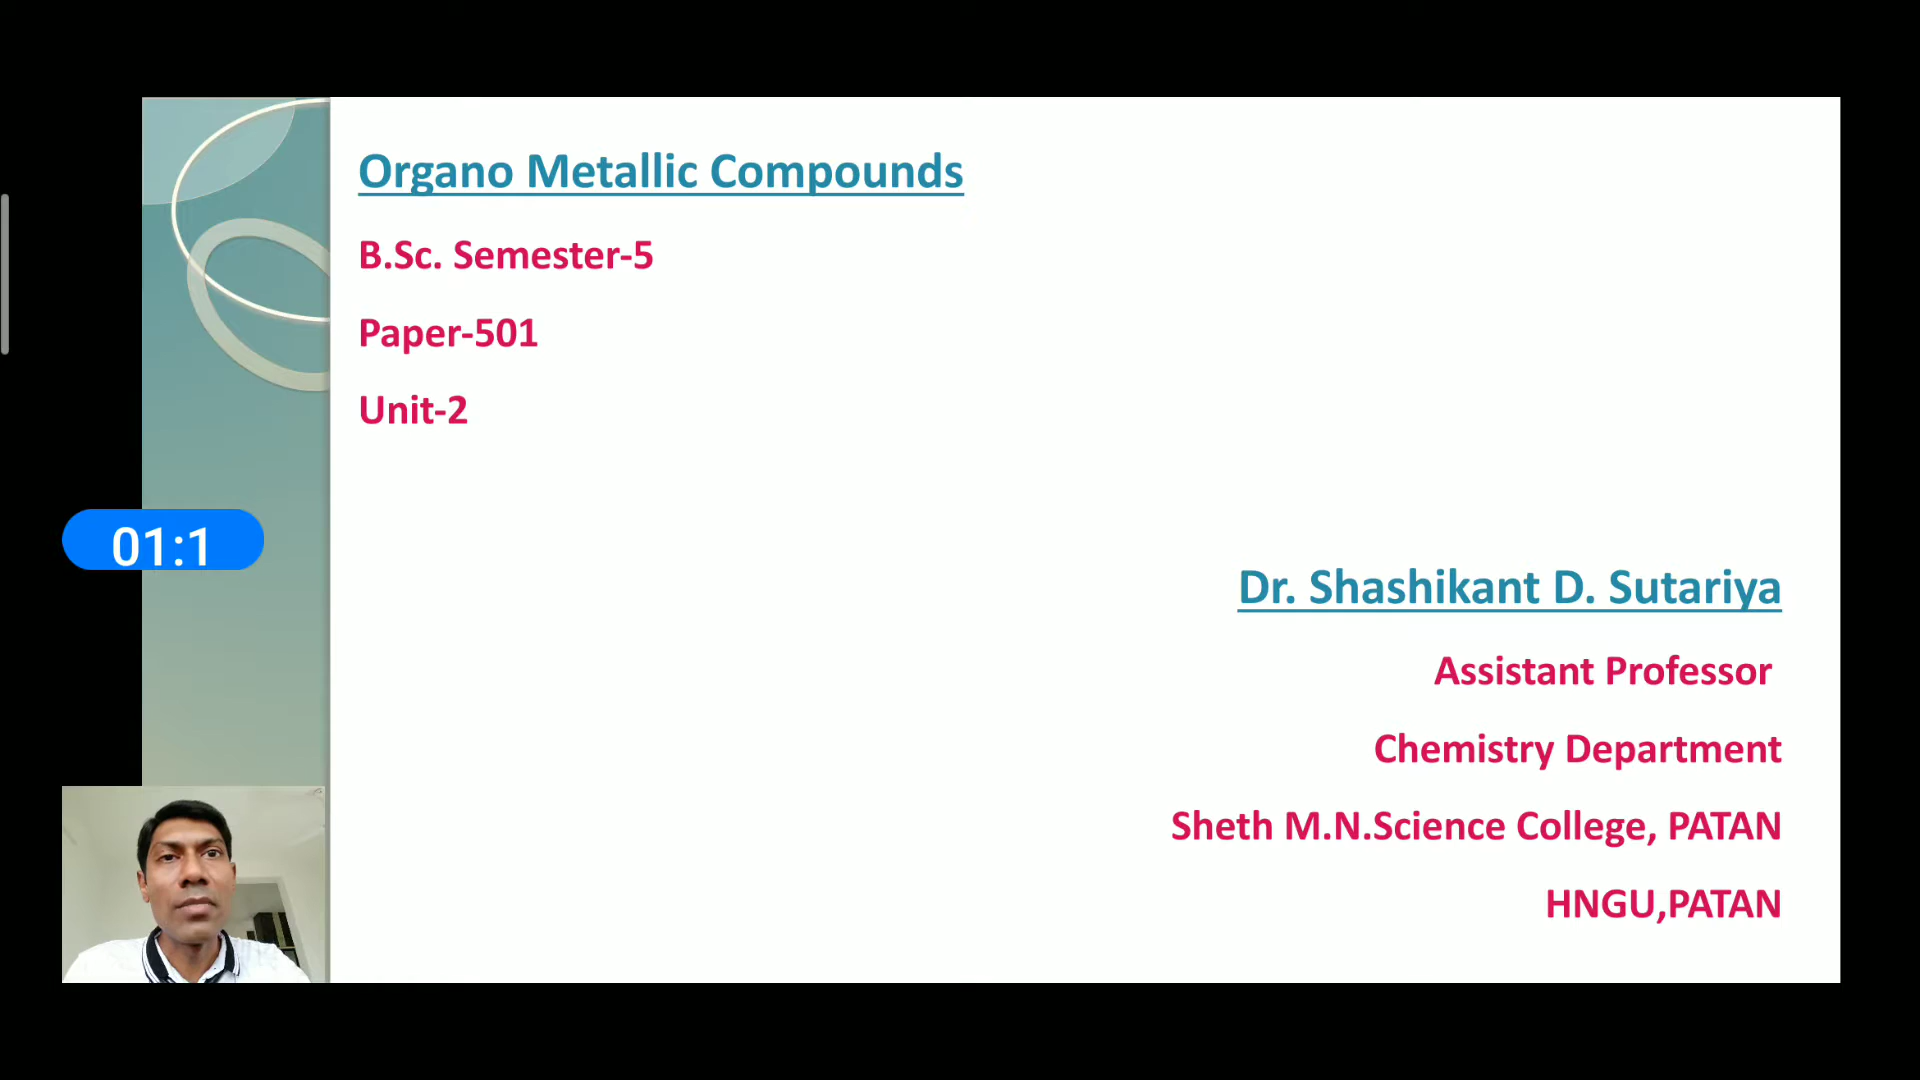 Organo Metallic Compounds
B.Sc. Semester-5
Paper-501
Unit-2
01:1
Dr. Shashikant D. Sutariya
Assistant Professor
Chemistry Department
Sheth M.N.Science College, PATAN
HNGU,PATAN